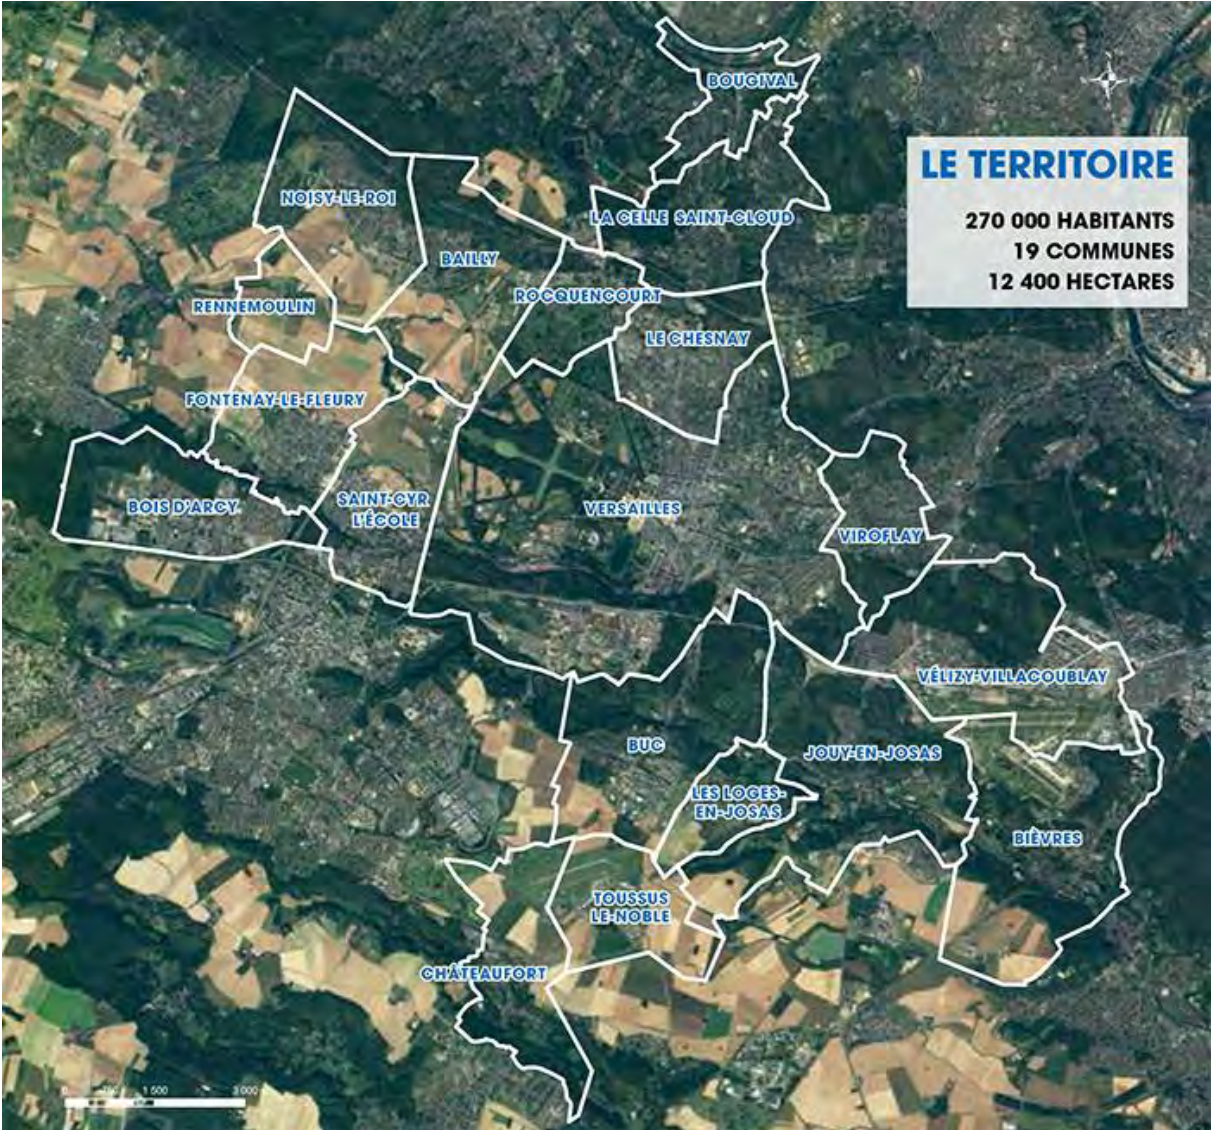 BOUGIVAL
LE TERRITOIRE
270 000 HABITANTS
19 COMMUNES
12 400 HECTARES
NOISY-LE-ROI
LA CELLE SAINT-CLOUD
BAILLY
ROCQUENCOURT
RENNEMOULIN
LE CHESNAY
FONTENAY-LE-FLEURY
BOIS D'ARCY
SAINT-CYR
L'ÉCOLE
VERSAILLES
VIROFLAY
VÉLIZY-VILLACOUBLAY
BUC
JOUY-EN-JOSAS
LES LOGES-
EN-JOSAS
BIÈVRES
TOUSSUS
LE-NOBLE
CHÂTEAUFORT
0 750 1 500 3 000